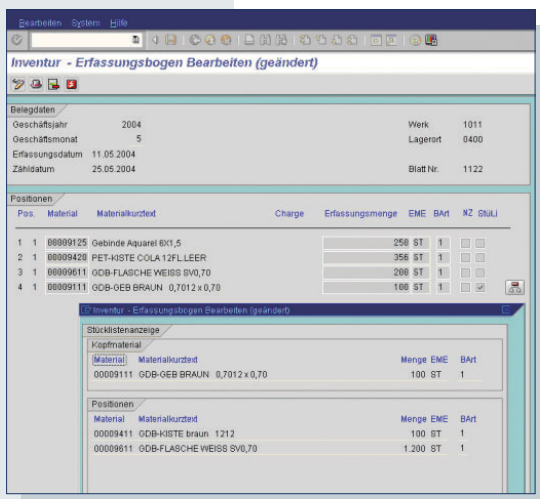 Bearbeiten System Hilfe
Inventur - Erfassungsbogen Bearbeiten (geändert)
Belegdaten
Geschäftsjahr 2004 Werk 1011
Geschäftsmonat 5 Lagerort 0400
Erfassungsdatum 11.05.2004
Zähldatum 25.05.2004 Blatt Nr. 1122
Positionen
Pos. Material Materialkurztext Charge Erfassungsmenge EME BArt NZ StüLi
1 1 00009125 Gebinde Aquarel 6X1,5 250 ST 1
2 1 00009420 PET-KISTE COLA 12FL.LEER 356 ST 1
3 1 00009611 GDB-FLASCHE WEISS SV0,70 200 ST 1
4 1 00009111 GDB-GEB BRAUN 0,7012 x 0,70 100 ST 1
Inventur - Erfassungsbogen Bearbeiten (geändert)
Stücklistenanzeige
Kopfmaterial
Material Materialkurztext Menge EME BArt
00009111 GDB-GEB BRAUN 0,7012 x 0,70 100 ST 1
Positionen
Material Materialkurztext Menge EME BArt
00009411 GDB-KISTE braun 1212 100 ST 1
00009611 GDB-FLASCHE WEISS SV0,70 1.200 ST 1